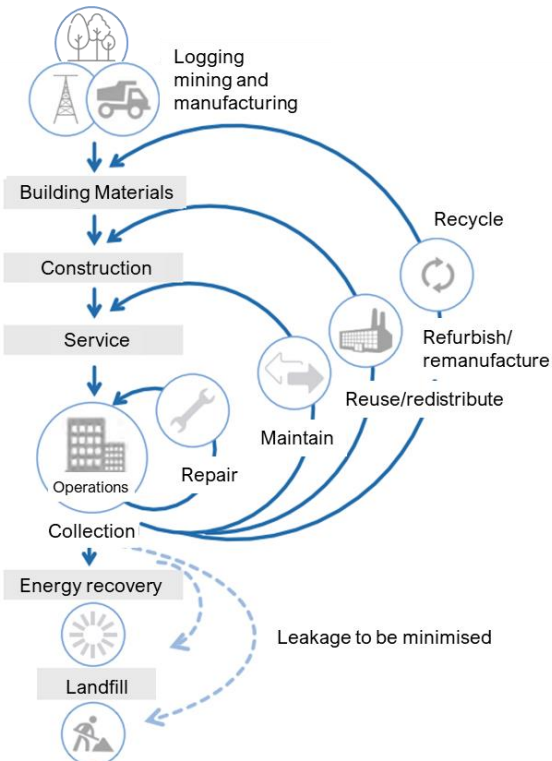 Logging
mining and
manufacturing
Building Materials
Recycle
Construction
Service
Refurbish/
remanufacture
Reuse/redistribute
Maintain
Repair
Operations
Collection
Energy recovery
Leakage to be minimised
Landfill